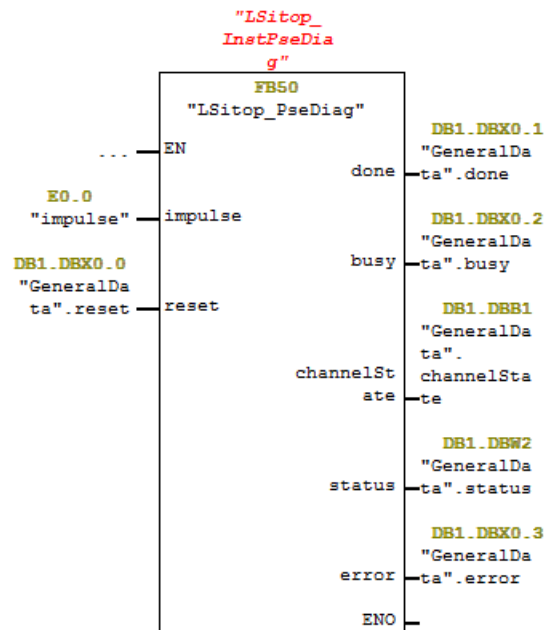 "LSitop_
InstPseDia
g"
FB50
"LSitop_PseDiag"
... EN
E0.0
"impulse" impulse
DB1.DBX0.0
"GeneralDa
ta".reset reset
DB1.DBX0.1
"GeneralDa
done ta".done
DB1.DBX0.2
"GeneralDa
busy ta".busy
DB1.DBB1
"GeneralDa
ta".
channelSt channelSta
ate te
DB1.DBW2
"GeneralDa
status ta".status
DB1.DBX0.3
"GeneralDa
error ta".error
ENO